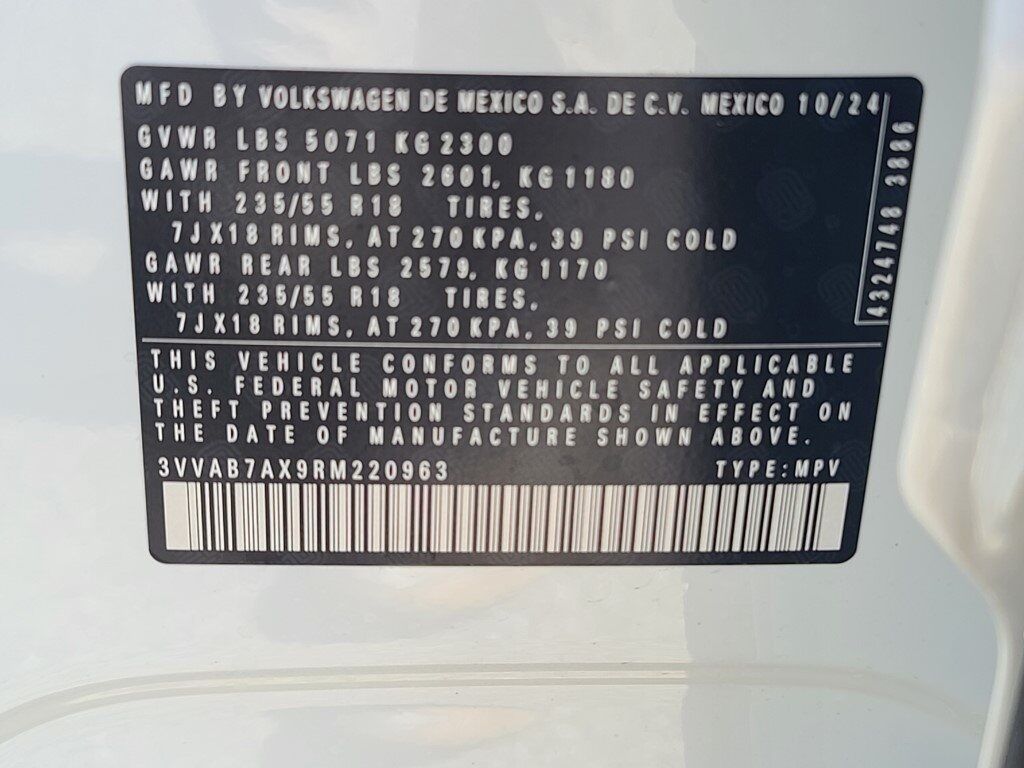 MFD BY VOLKSWAGEN DE MEXICO S.A. DE C.V. MEXICO 10/24
GVWR LBS 5071 KG 2300
GAWR FRONT LBS 2601, KG 1180
WITH 235/55 R18 TIRES,
7JX18 RIMS, AT 270 KPA, 39 PSI COLD
GAWR REAR LBS 2579, KG 1170
WITH 235/55 R18 TIRES,
7JX18 RIMS, AT 270 KPA, 39 PSI COLD
4324748 3886
THIS VEHICLE CONFORMS TO ALL APPLICABLE
U.S. FEDERAL MOTOR VEHICLE SAFETY AND
THEFT PREVENTION STANDARDS IN EFFECT ON
THE DATE OF MANUFACTURE SHOWN ABOVE.
3VVAB7AX9RM220963 TYPE:MPV